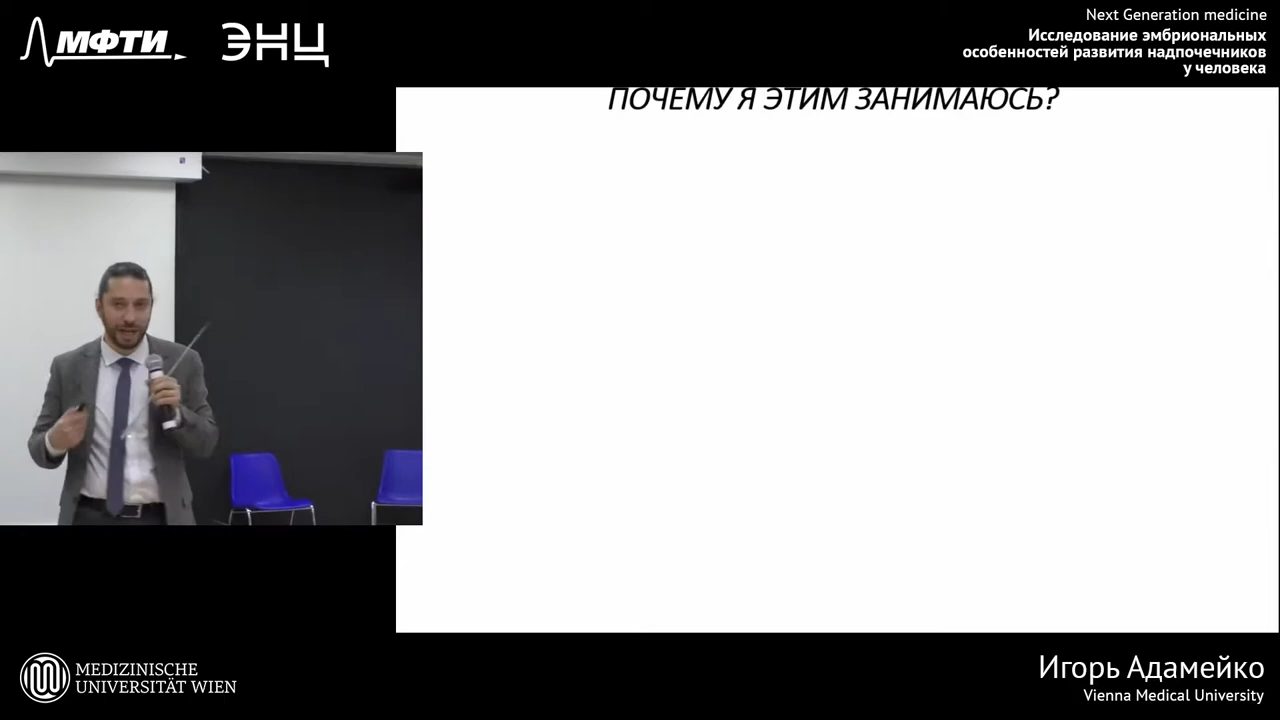 МФТИ
ЭНЦ
Next Generation medicine
Исследование эмбриональных
особенностей развития надпочечников
у человека
ПОЧЕМУ Я ЭТИМ ЗАНИМАЮСЬ?
MEDIZINISCHE
UNIVERSITÄT WIEN
Игорь Адамейко
Vienna Medical University